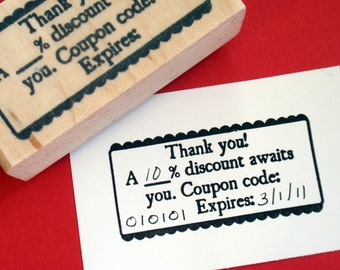 Thank you
A __% discount
you. Coupon code:
Expires:
Thank you!
A 10 % discount awaits
you. Coupon code:
010101 Expires: 3/1/11